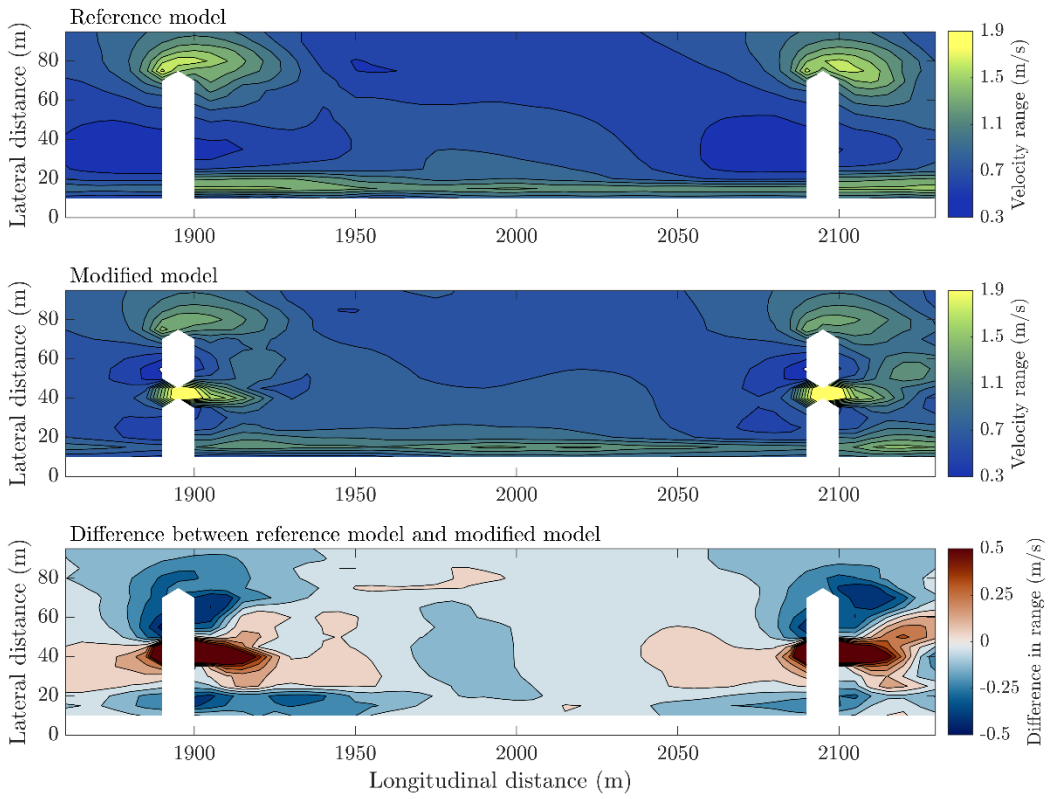 Reference model
Lateral distance (m)
80
60
40
20
0
1900 1950 2000 2050 2100
1.9
1.5
1.1
0.7
0.3
Velocity range (m/s)
Modified model
Lateral distance (m)
80
60
40
20
0
1900 1950 2000 2050 2100
1.9
1.5
1.1
0.7
0.3
Velocity range (m/s)
Difference between reference model and modified model
Lateral distance (m)
80
60
40
20
0
1900 1950 2000 2050 2100
Longitudinal distance (m)
0.5
0.25
0
-0.25
-0.5
Difference in range (m/s)